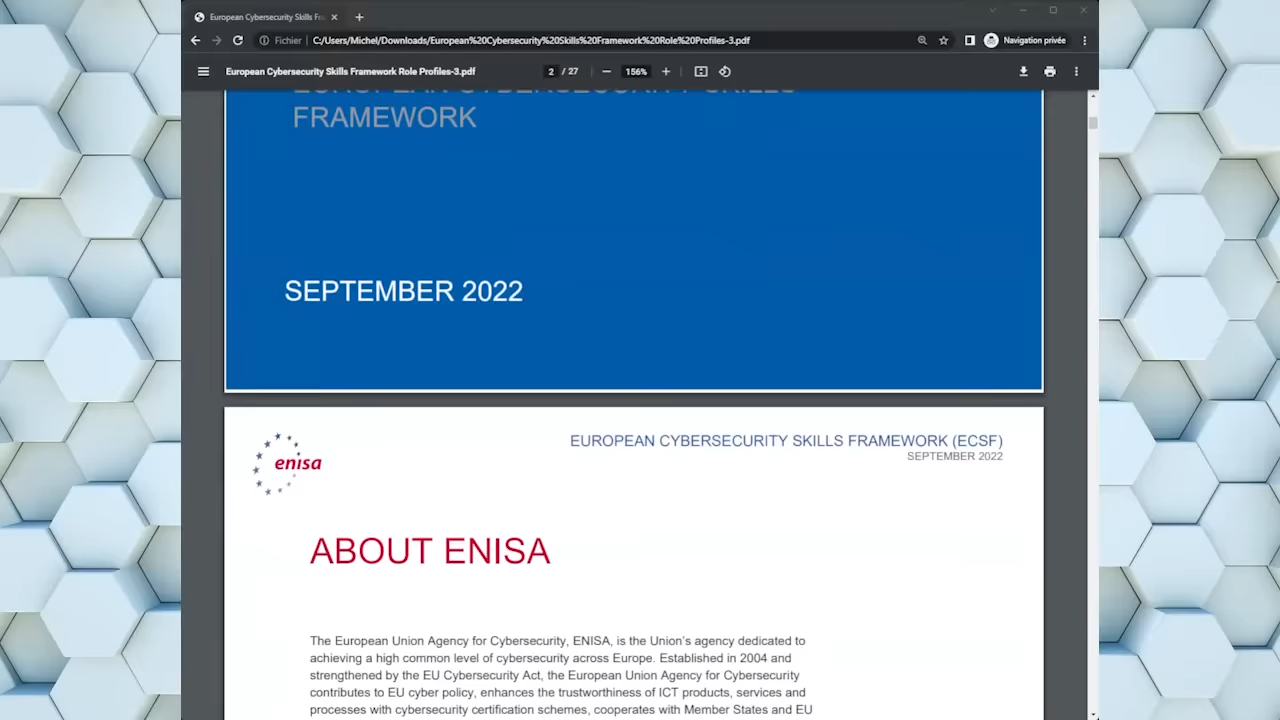 European Cybersecurity Skills Fra
Fichier
C:/Users/Michel/Downloads/European%20Cybersecurity%20Skills%20Framework%20Role%20Profiles-3.pdf
Navigation privée
European Cybersecurity Skills Framework Role Profiles-3.pdf
2 / 27
156%
EUROPEAN CYBERSECURITY SKILLS
FRAMEWORK
SEPTEMBER 2022
enisa
EUROPEAN CYBERSECURITY SKILLS FRAMEWORK (ECSF)
SEPTEMBER 2022
ABOUT ENISA
The European Union Agency for Cybersecurity, ENISA, is the Union's agency dedicated to
achieving a high common level of cybersecurity across Europe. Established in 2004 and
strengthened by the EU Cybersecurity Act, the European Union Agency for Cybersecurity
contributes to EU cyber policy, enhances the trustworthiness of ICT products, services and
processes with cybersecurity certification schemes, cooperates with Member States and EU